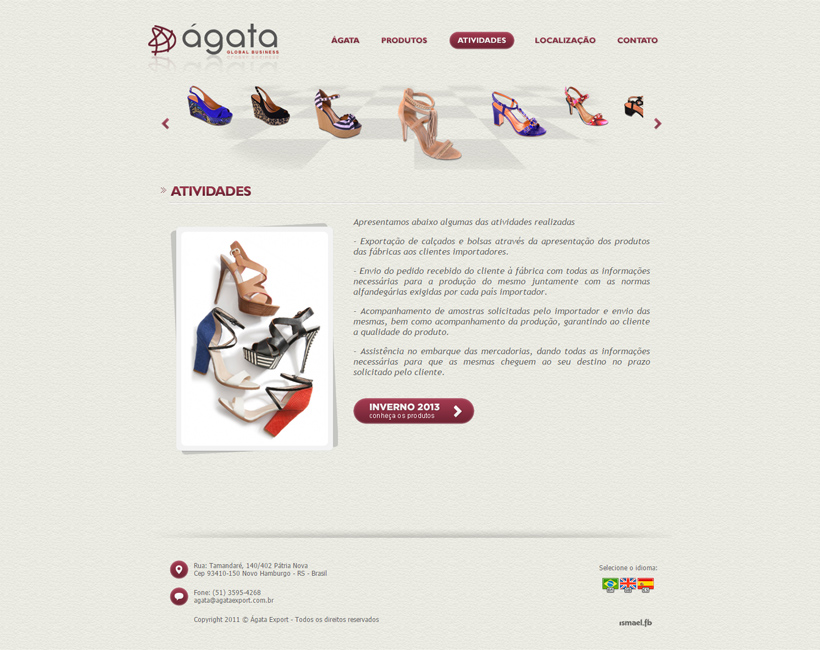 ágata
GLOBAL BUSINESS
ÁGATA
PRODUTOS
ATIVIDADES
LOCALIZAÇÃO
CONTATO
ATIVIDADES
Apresentamos abaixo algumas das atividades realizadas
- Exportação de calçados e bolsas através da apresentação dos produtos
das fábricas aos clientes importadores.
- Envio do pedido recebido do cliente à fábrica com todas as informações
necessárias para a produção do mesmo juntamente com as normas
alfandegárias exigidas por cada país importador.
- Acompanhamento de amostras solicitadas pelo importador e envio das
mesmas, bem como acompanhamento da produção, garantindo ao cliente
a qualidade do produto.
- Assistência no embarque das mercadorias, dando todas as informações
necessárias para que as mesmas cheguem ao seu destino no prazo
solicitado pelo cliente.
INVERNO 2013
conheça os produtos
Rua: Tamandaré, 140/402 Pátria Nova
Cep 93410-150 Novo Hamburgo - RS - Brasil
Selecione o idioma:
Fone: (51) 3595-4268
agata@agataexport.com.br
Copyright 2011 © Ágata Export - Todos os direitos reservados
ismael.fb